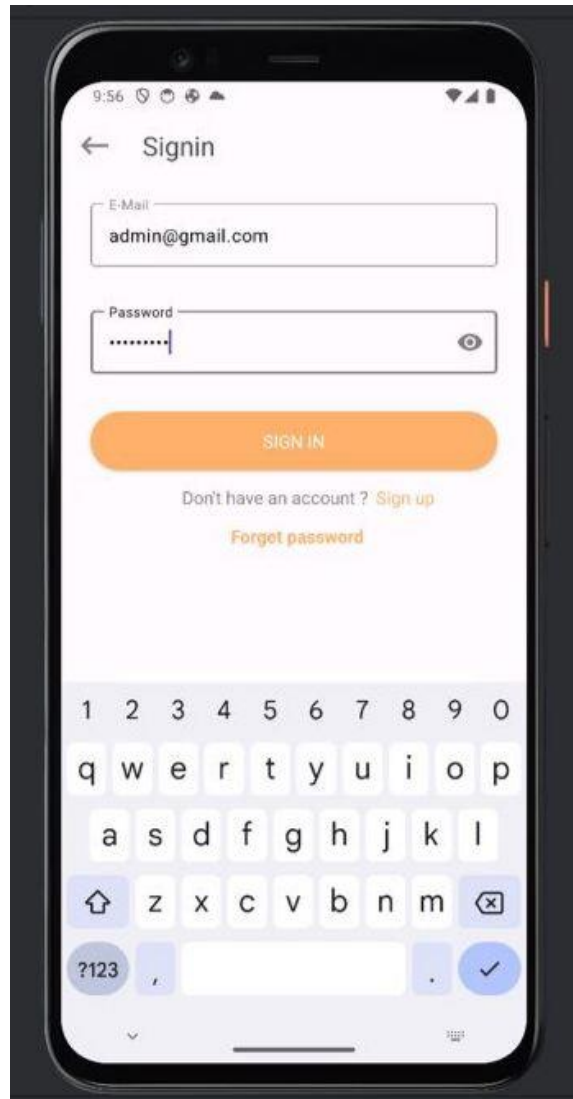 9:56
Signin
E-Mail
admin@gmail.com
Password
•••••••••
SIGN IN
Don't have an account ? Sign up
Forget password
1 2 3 4 5 6 7 8 9 0
q w e r t y u i o p
a s d f g h j k l
z x c v b n m
?123 , .